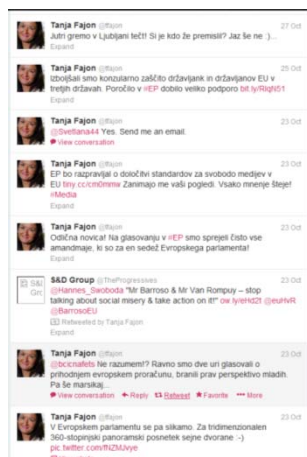 Tanja Fajon @tfajon 27 Oct
Jutri gremo v Ljubljani tečt! Si je kdo že premislil? Jaz še ne :)...
Expand
Tanja Fajon @tfajon 25 Oct
Izboljšali smo konzularno zaščito državljank in državljanov EU v
tretjih državah. Poročilo v #EP dobilo veliko podporo bit.ly/RlqN51
Expand
Tanja Fajon @tfajon 23 Oct
@Svetlana44 Yes. Send me an email.
View conversation
Tanja Fajon @tfajon 23 Oct
EP bo razpravljal o določitvi standardov za svobodo medijev v
EU tiny.cc/cm0mmw Zanimajo me vaši pogledi. Vsako mnenje šteje!
#Media
Expand
Tanja Fajon @tfajon 23 Oct
Odlična novica! Na glasovanju v #EP smo sprejeli čisto vse
amandmaje, ki so za en sedež Evropskega parlamenta!
Expand
S&D Group @TheProgressives 23 Oct
@Hannes_Swoboda "Mr Barroso & Mr Van Rompuy – stop
talking about social misery & take action on it!" ow.ly/eHd2t @euHvR
@BarrosoEU
Retweeted by Tanja Fajon
Expand
Tanja Fajon @tfajon 23 Oct
@bcicnafets Ne razumem!? Ravno smo dve uri glasovali o
prihodnjem evropskem proračunu, branili prav perspektivo mladih.
Pa še marsikaj...
View conversation Reply Retweet Favorite More
Tanja Fajon @tfajon 23 Oct
V Evropskem parlamentu se pa slikamo. Za tridimenzionalen
360-stopinjski panoramski posnetek sejne dvorane :-)
pic.twitter.com/fNZMJvye